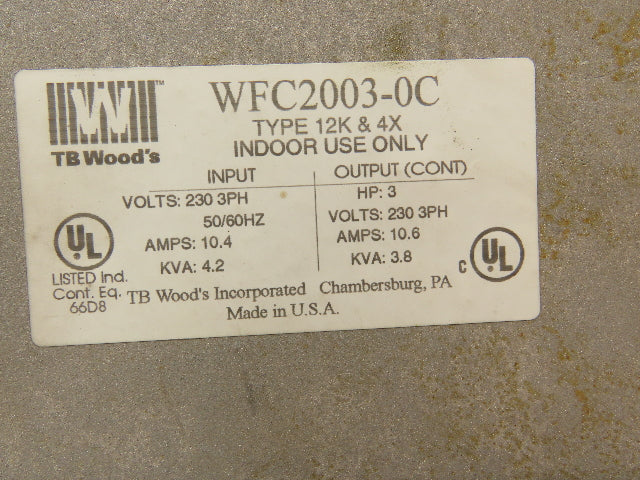 W™
TB Wood's
WFC2003-0C
TYPE 12K & 4X
INDOOR USE ONLY
INPUT
VOLTS: 230 3PH
50/60HZ
AMPS: 10.4
KVA: 4.2
OUTPUT (CONT)
HP: 3
VOLTS: 230 3PH
AMPS: 10.6
KVA: 3.8
UL
LISTED Ind.
Cont. Eq.
66D8
c UL
TB Wood's Incorporated Chambersburg, PA
Made in U.S.A.